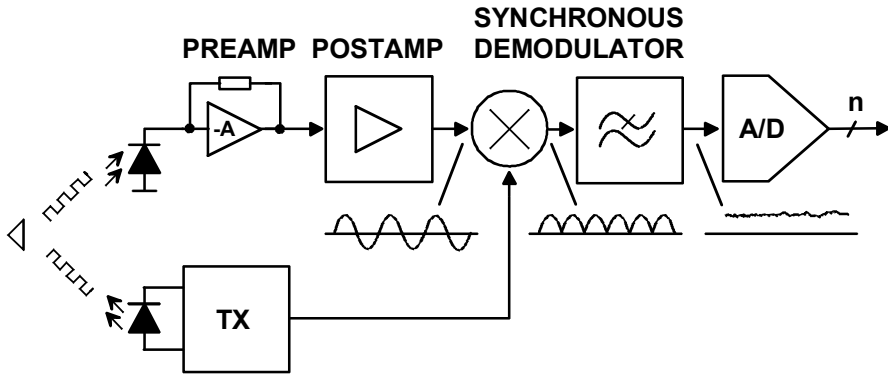 SYNCHRONOUS
PREAMP POSTAMP DEMODULATOR
-A
A/D
n
TX